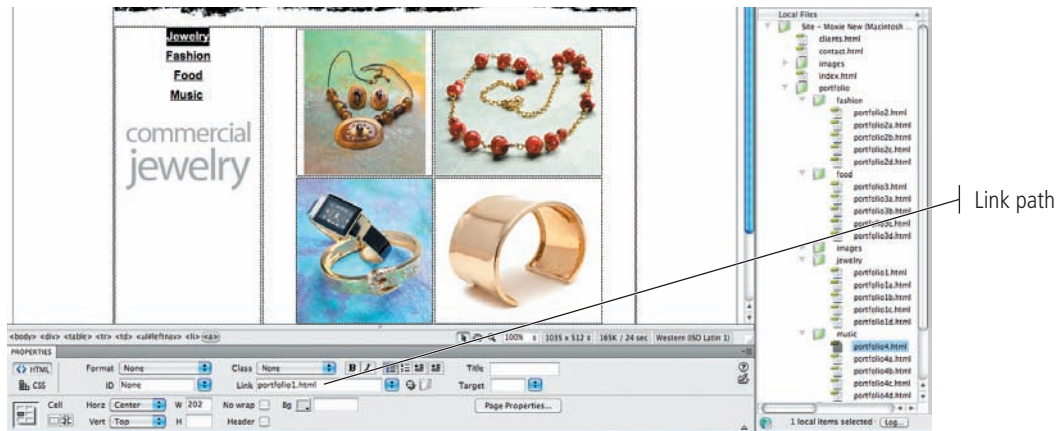 Jewelry
Fashion
Food
Music
commercial
jewelry
Local Files
Site – Moxie New (Macintosh ...
clients.html
contact.html
images
index.html
portfolio
fashion
portfolio2.html
portfolio2a.html
portfolio2b.html
portfolio2c.html
portfolio2d.html
food
portfolio3.html
portfolio3a.html
portfolio3b.html
portfolio3c.html
portfolio3d.html
images
jewelry
portfolio1.html
portfolio1a.html
portfolio1b.html
portfolio1c.html
portfolio1d.html
music
portfolio4.html
portfolio4a.html
portfolio4b.html
portfolio4c.html
portfolio4d.html
1 local items selected Log...
Link path
<body> <div> <table> <tr> <td> <ul#leftnav> <li> <a>
100% 1035 x 512 165K / 24 sec Western (ISO Latin 1)
PROPERTIES
<> HTML Format None Class None B I Title
CSS ID None Link portfolio1.html Target
Cell Horz Center W 202 No wrap Bg Page Properties...
Vert Top H Header